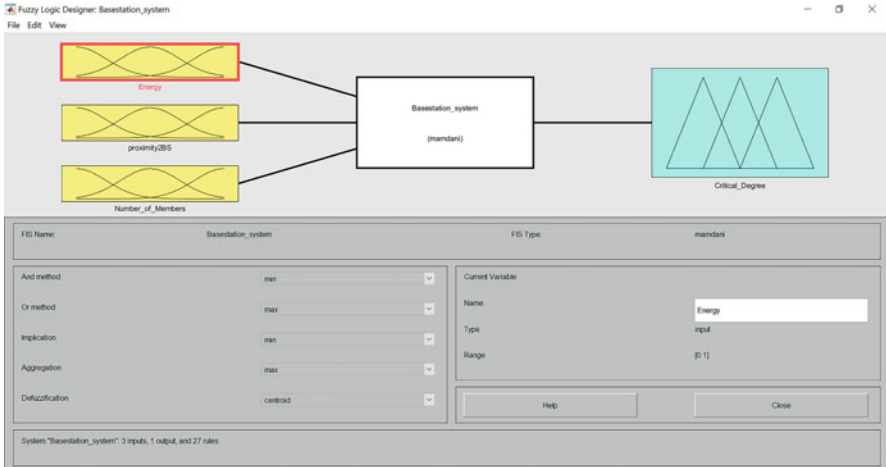 Fuzzy Logic Designer: Basestation_system
File Edit View
Energy
proximity2BS
Number_of_Members
Basestation_system
(mamdani)
Critical_Degree
FIS Name: Basestation_system FIS Type: mamdani
And method min
Or method max
Implication min
Aggregation max
Defuzzification centroid
Current Variable
Name Energy
Type input
Range [0 1]
Help Close
System "Basestation_system": 3 inputs, 1 output, and 27 rules